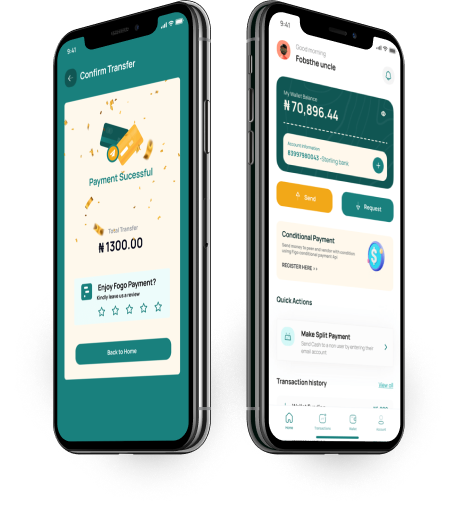 9:41
Confirm Transfer
Payment Sucessful
Total Transfer
₦ 1300.00
Enjoy Fogo Payment?
Kindly leave us a review
Back to Home
9:41
Good morning
Fobsthe uncle
My Wallet Balance
₦ 70,896.44
Account Information
8397980043 - Sterling bank
Send
Request
Conditional Payment
Send money to peer and vendor with condition
using Fogo conditional payment Api
REGISTER HERE >>
Quick Actions
Make Split Payment
Send Cash to a non user by entering their
email account
Transaction history
View all
Home
Transactions
Wallet
Account